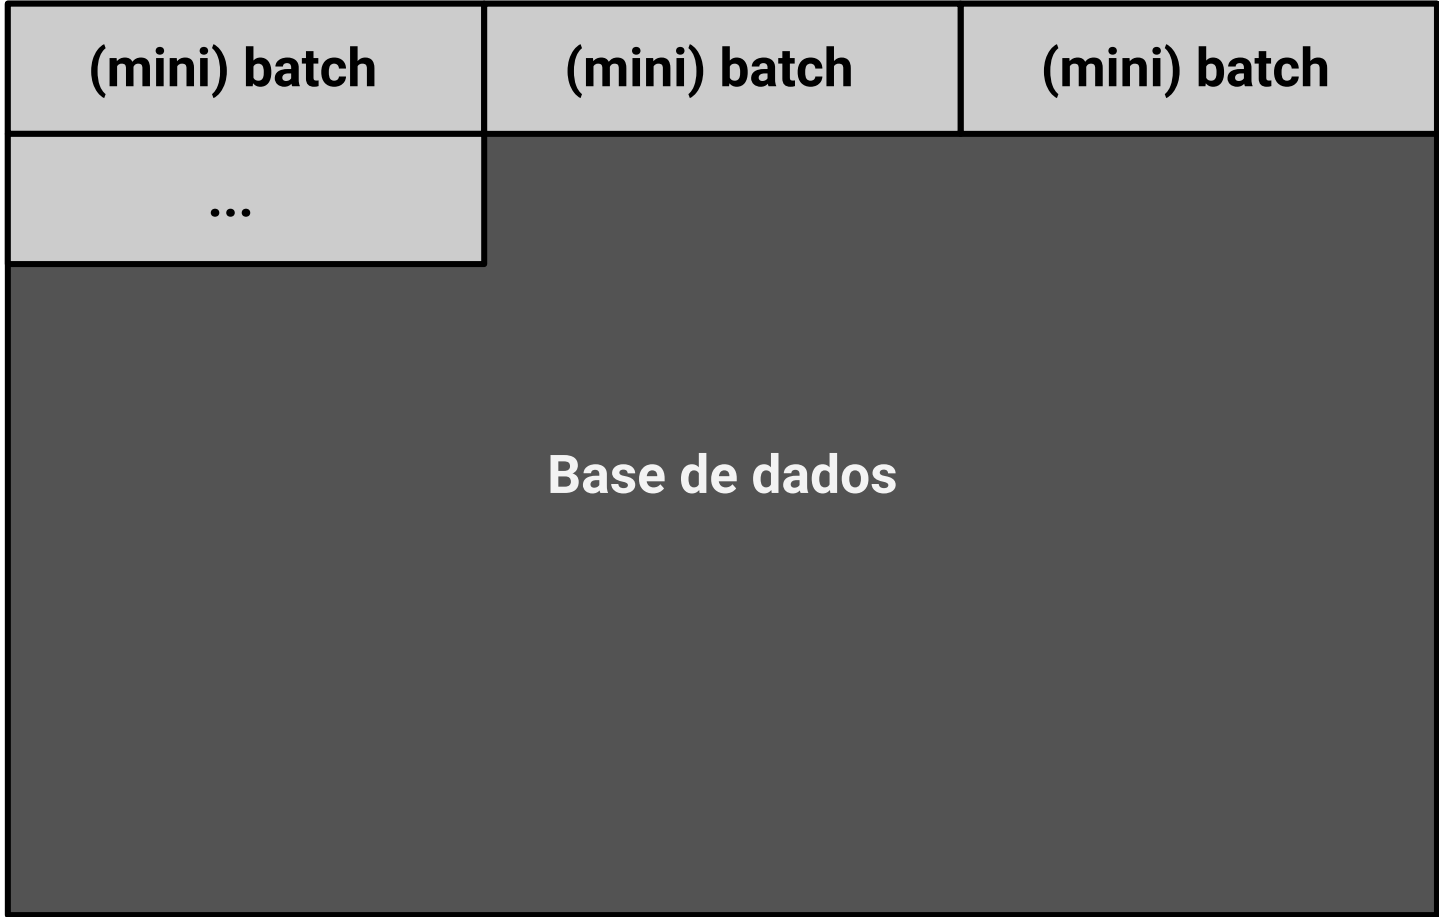 (mini) batch (mini) batch (mini) batch
...
Base de dados